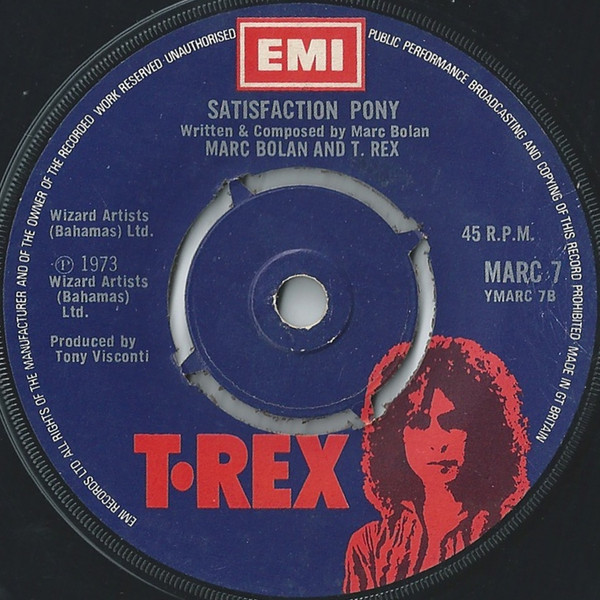 EMI
SATISFACTION PONY
Written & Composed by Marc Bolan
MARC BOLAN AND T. REX
Wizard Artists
(Bahamas) Ltd.
Ⓟ 1973
Wizard Artists
(Bahamas)
Ltd.
Produced by
Tony Visconti
45 R.P.M.
MARC 7
YMARC 7B
T•REX
EMI RECORDS LTD ALL RIGHTS OF THE MANUFACTURER AND OF THE OWNER OF THE RECORDED WORK RESERVED UNAUTHORISED PUBLIC PERFORMANCE BROADCASTING AND COPYING OF THIS RECORD PROHIBITED MADE IN GT BRITAIN